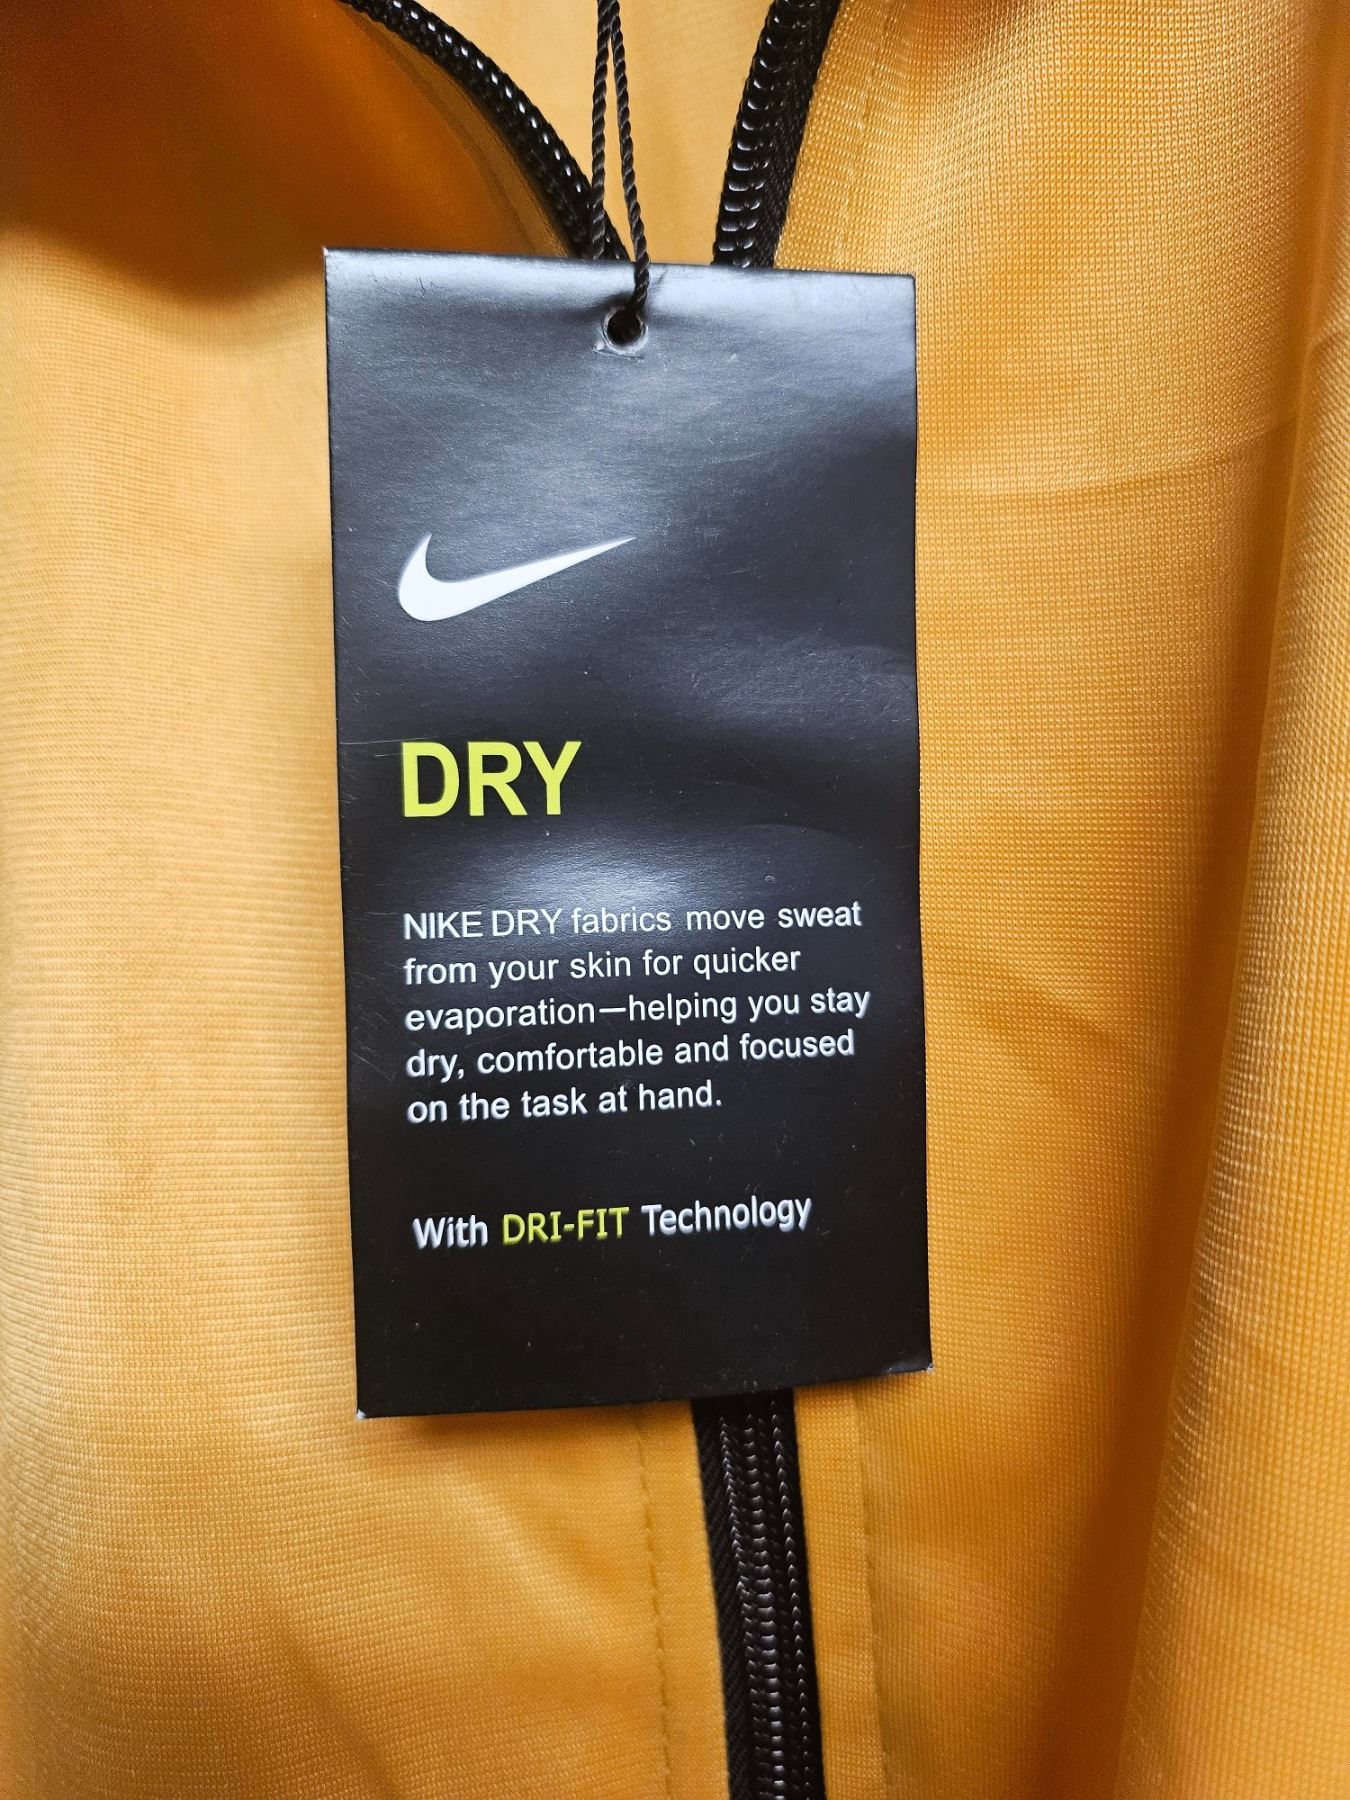 DRY
NIKE DRY fabrics move sweat
from your skin for quicker
evaporation—helping you stay
dry, comfortable and focused
on the task at hand.
With DRI-FIT Technology